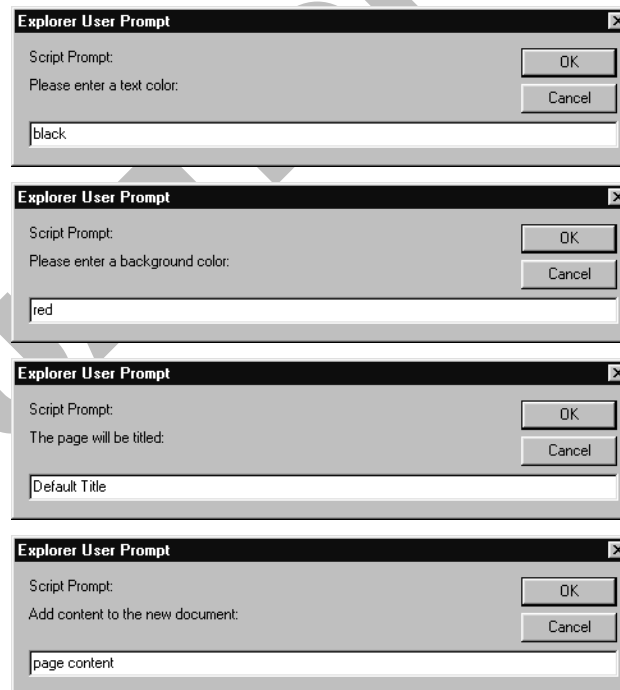 Explorer User Prompt
Script Prompt:
OK
Please enter a text color:
Cancel
black
Explorer User Prompt
Script Prompt:
OK
Please enter a background color:
Cancel
red
Explorer User Prompt
Script Prompt:
OK
The page will be titled:
Cancel
Default Title
Explorer User Prompt
Script Prompt:
OK
Add content to the new document:
Cancel
page content